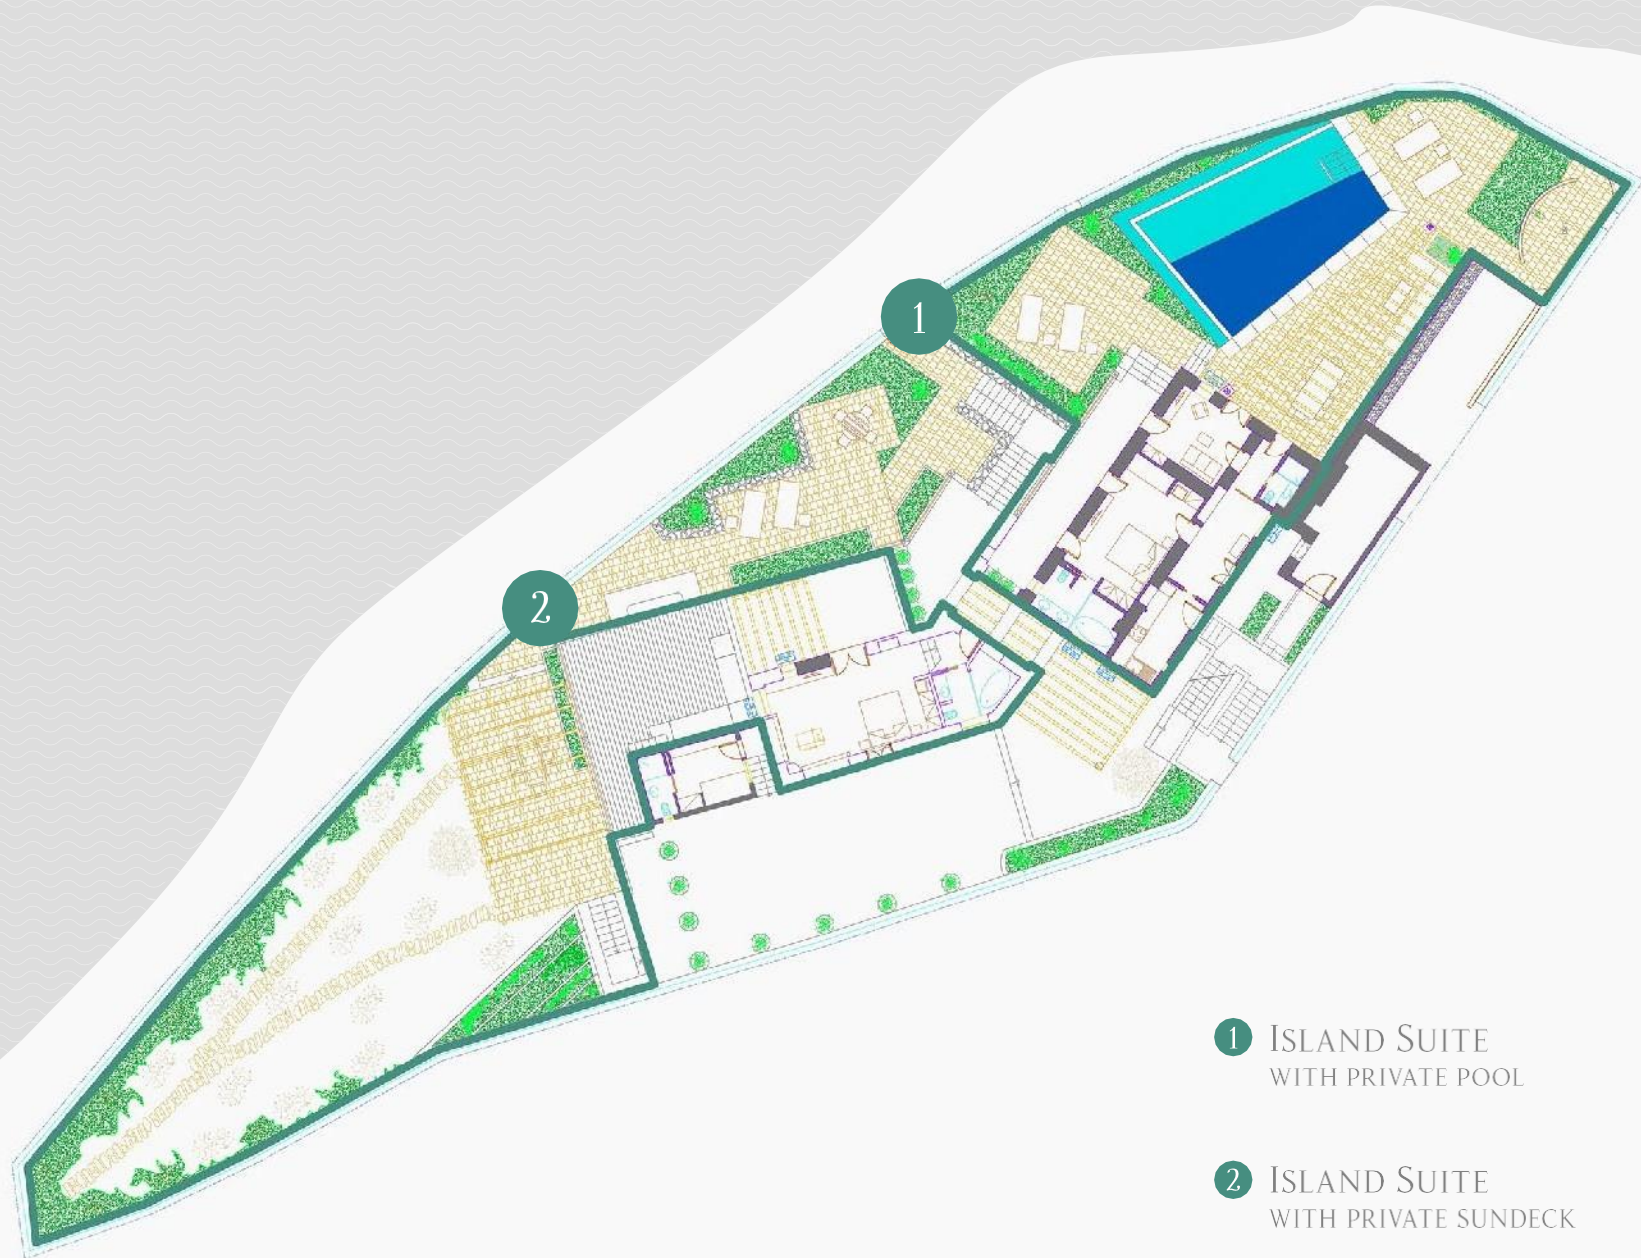 1
2
1 ISLAND SUITE
WITH PRIVATE POOL
2 ISLAND SUITE
WITH PRIVATE SUNDECK